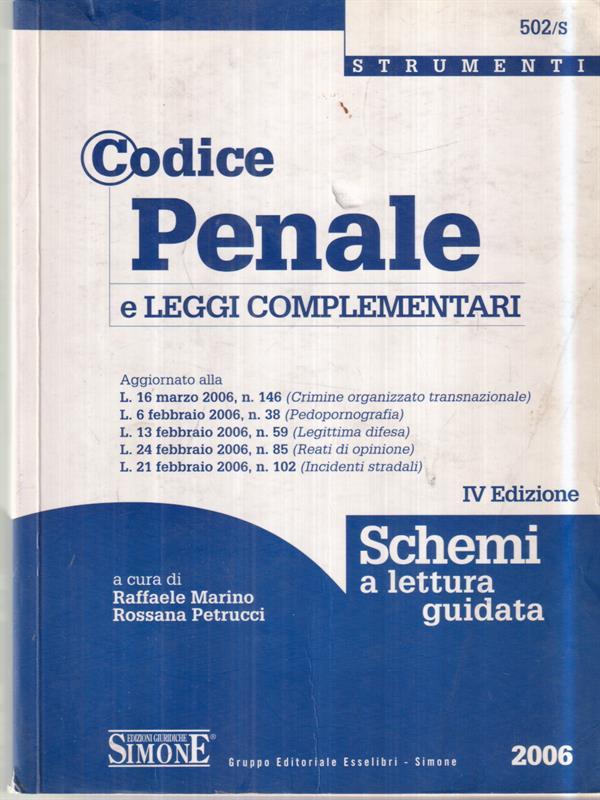 502/S
STRUMENTI
Codice
Penale
e LEGGI COMPLEMENTARI
Aggiornato alla
L. 16 marzo 2006, n. 146 (Crimine organizzato transnazionale)
L. 6 febbraio 2006, n. 38 (Pedopornografia)
L. 13 febbraio 2006, n. 59 (Legittima difesa)
L. 24 febbraio 2006, n. 85 (Reati di opinione)
L. 21 febbraio 2006, n. 102 (Incidenti stradali)
IV Edizione
Schemi
a lettura
guidata
a cura di
Raffaele Marino
Rossana Petrucci
EDIZIONI GIURIDICHE
SIMONE®
Gruppo Editoriale Esselibri - Simone
2006